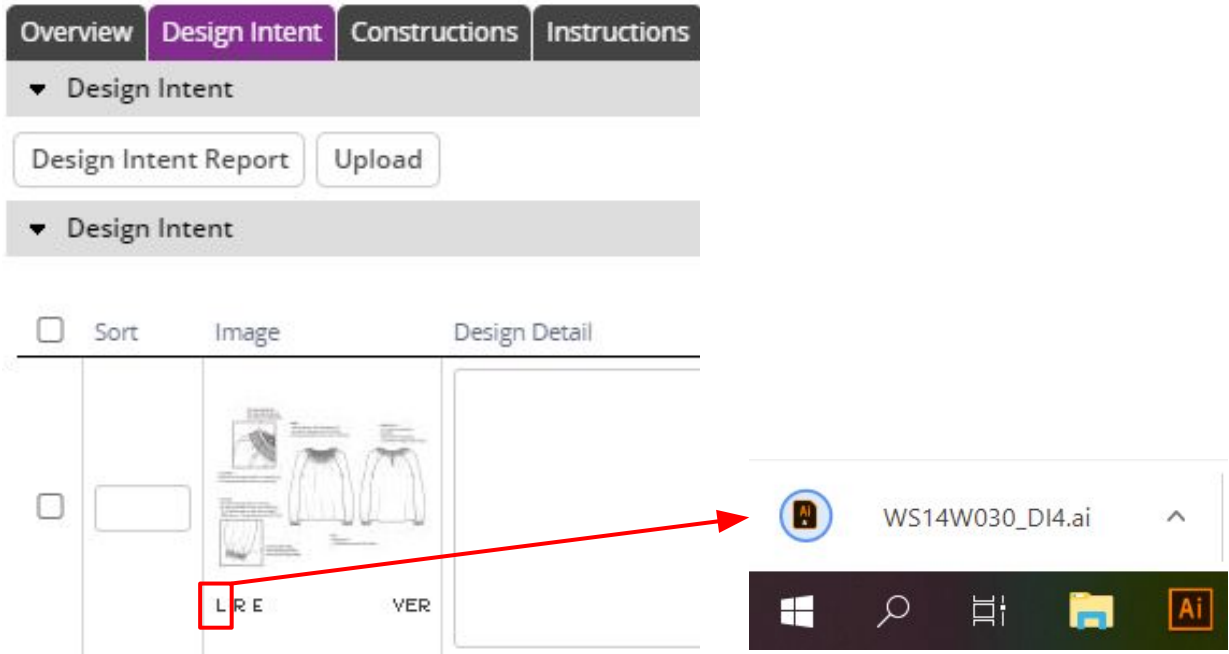 Overview Design Intent Constructions Instructions
Design Intent
Design Intent Report Upload
Design Intent
Sort Image Design Detail
L R E VER
WS14W030_DI4.ai
Ai
Ai